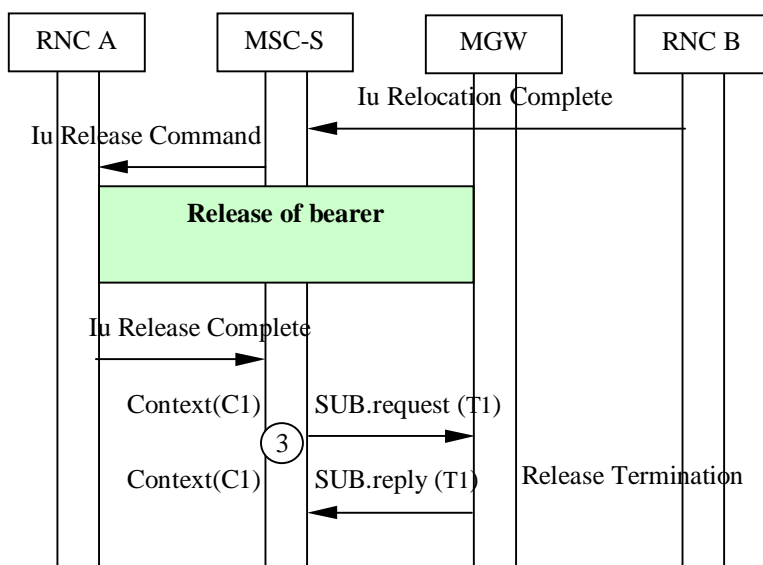 RNC A
MSC-S
MGW
RNC B
Iu Relocation Complete
Iu Release Command
Release of bearer
Iu Release Complete
Context(C1) SUB.request (T1)
3
Context(C1) SUB.reply (T1) Release Termination